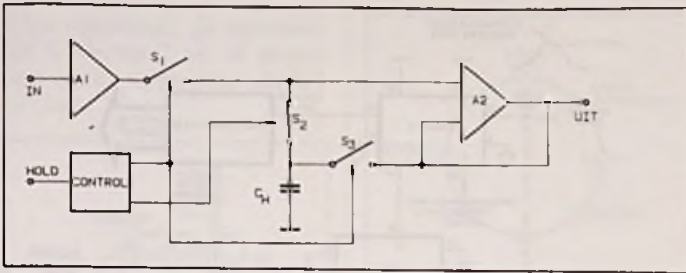 A1
S1
IN
A2
UIT
S2
S3
HOLD
CONTROL
CH